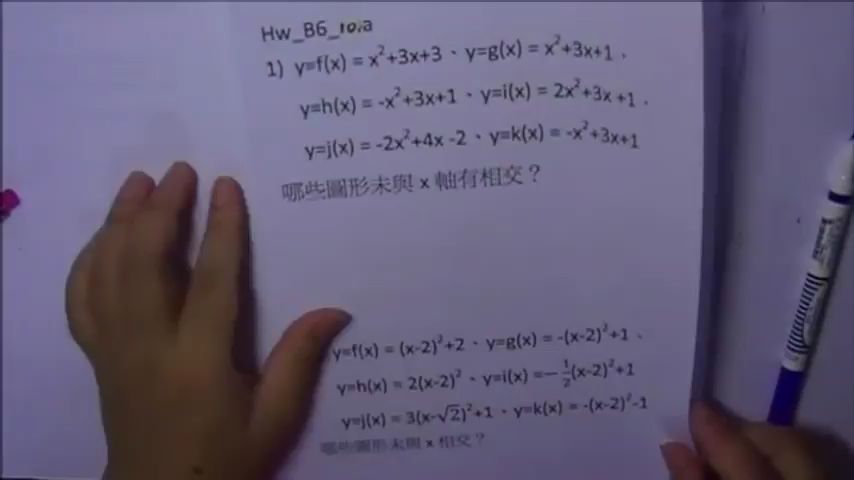 Hw_B6_10.a
1) y=f(x) = x²+3x+3、y=g(x) = x²+3x+1、
y=h(x) = -x²+3x+1、y=i(x) = 2x²+3x+1、
y=j(x) = -2x²+4x -2、y=k(x) = -x²+3x+1
哪些圖形未與 x 軸有相交？
y=f(x) = (x-2)²+2、y=g(x) = -(x-2)²+1、
y=h(x) = 2(x-2)²、y=i(x) =-\frac{1}{2}(x-2)²+1
y=j(x) = 3(x-√2)²+1、y=k(x) = -(x-2)²-1
哪些圖形未與 x 相交？